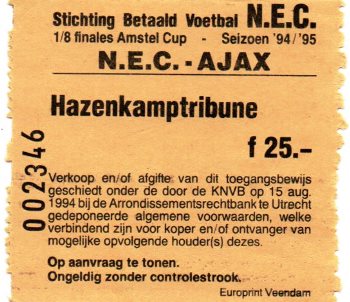 Stichting Betaald Voetbal N.E.C.
1/8 finales Amstel Cup - Seizoen '94/'95
N.E.C. - AJAX
Hazenkamptribune
f 25.-
002346
Verkoop en/of afgifte van dit toegangsbewijs
geschiedt onder de door de KNVB op 15 aug.
1994 bij de Arrondissementsrechtbank te Utrecht
gedeponeerde algemene voorwaarden, welke
verbindend zijn voor koper en/of ontvanger van
mogelijke opvolgende houder(s) dezes.
Op aanvraag te tonen.
Ongeldig zonder controlestrook.
Europrint Veendam